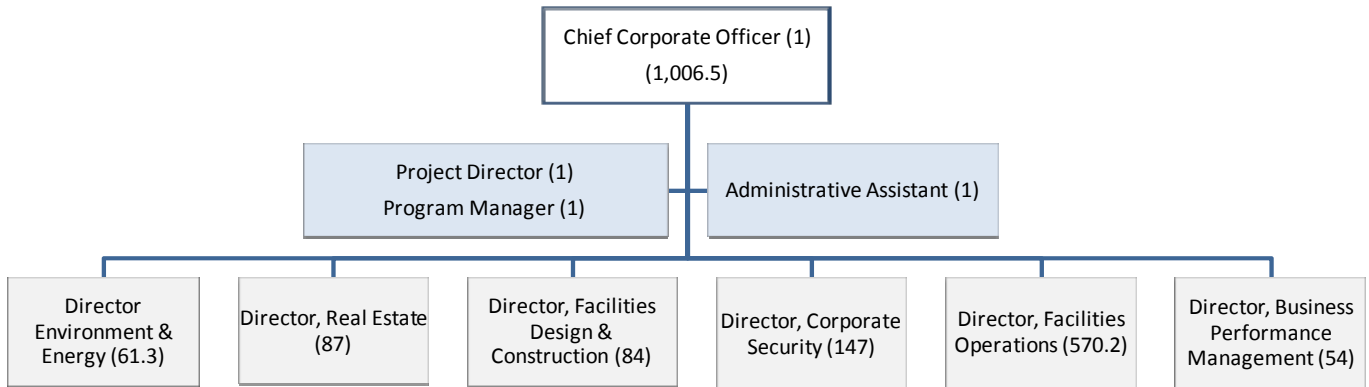 Chief Corporate Officer (1)
(1,006.5)
Project Director (1)
Program Manager (1)
Administrative Assistant (1)
Director
Environment &
Energy (61.3)
Director, Real Estate
(87)
Director, Facilities
Design &
Construction (84)
Director, Corporate
Security (147)
Director, Facilities
Operations (570.2)
Director, Business
Performance
Management (54)